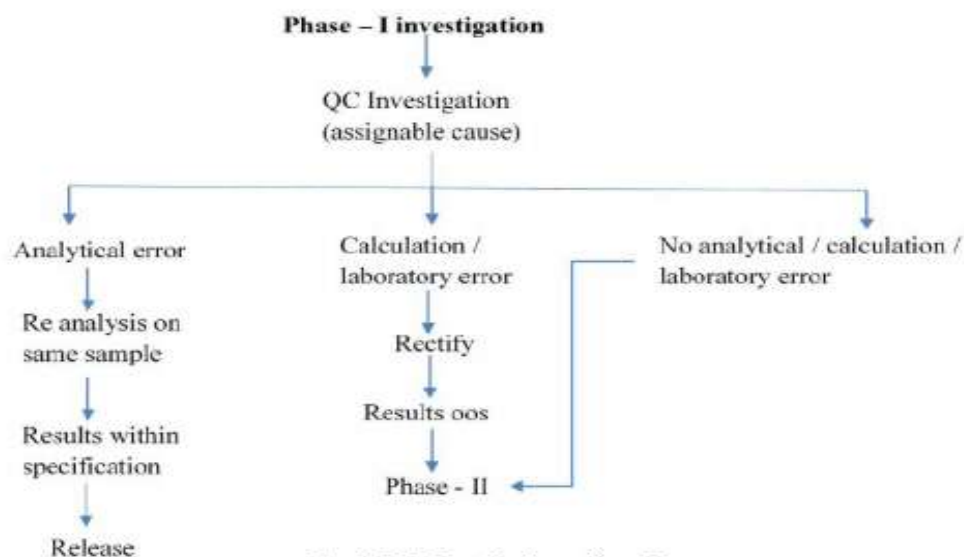 Phase – I investigation
QC Investigation
(assignable cause)
Analytical error
Calculation /
laboratory error
No analytical / calculation /
laboratory error
Re analysis on
same sample
Rectify
Results oos
Results within
specification
Phase - II
Release